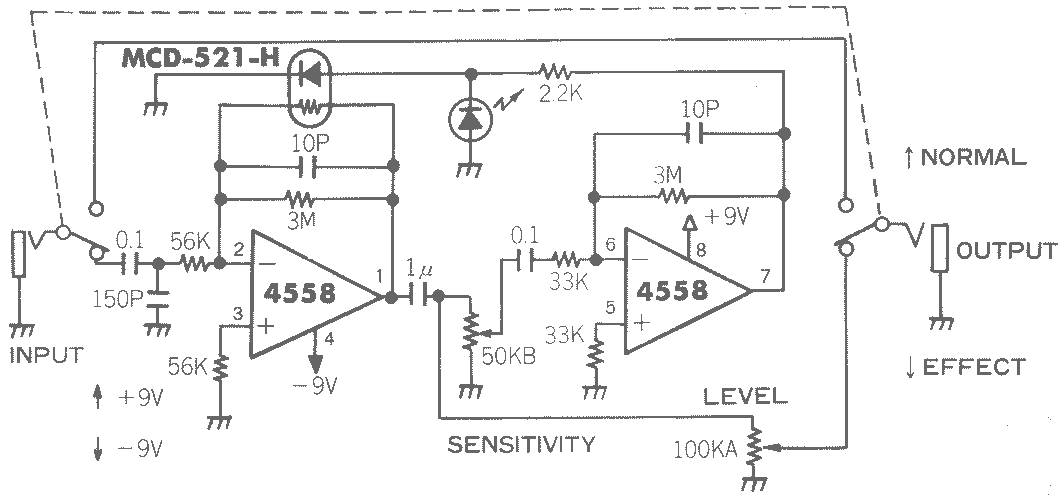 MCD-521-H
2.2K
10P
10P
↑ NORMAL
3M
3M
+9V
0.1
56K
2
−
1
1μ
0.1
33K
6
−
8
7
OUTPUT
150P
4558
4558
3
+
4
5
+
INPUT
56K
−9V
50KB
33K
↓ EFFECT
+9V
LEVEL
−9V
SENSITIVITY
100KA